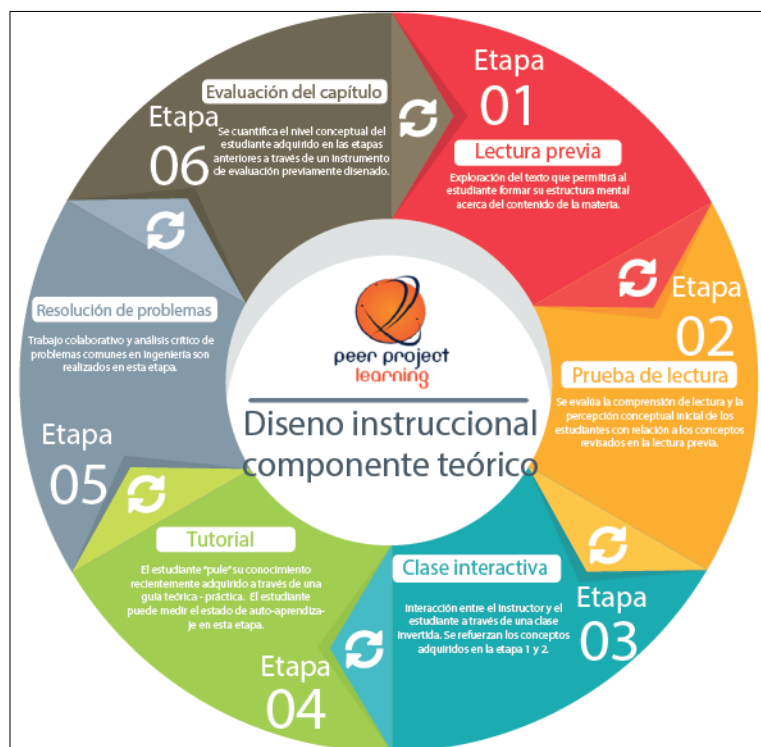 Etapa
01
Lectura previa
Exploración del texto que permitirá al
estudiante formar su estructura mental
acerca del contenido de la materia.
Etapa
02
Prueba de lectura
Se evalúa la comprensión de lectura y la
percepción conceptual inicial de los
estudiantes con relación a los conceptos
revisados en la lectura previa.
Clase interactiva
Interacción entre el instructor y el
estudiante a través de una clase
invertida. Se refuerzan los conceptos
adquiridos en la etapa 1 y 2.
Etapa
03
Tutorial
El estudiante "pule" su conocimiento
recientemente adquirido a través de una
guía teórica - práctica. El estudiante
puede medir el estado de auto-aprendiza-
je en esta etapa.
Etapa
04
Resolución de problemas
Trabajo colaborativo y análisis crítico de
problemas comunes en ingeniería son
realizados en esta etapa.
Etapa
05
Evaluación del capítulo
Etapa
06
Se cuantifica el nivel conceptual del
estudiante adquirido en las etapas
anteriores a través de un instrumento
de evaluación previamente disenado.
peer project
learning
Diseno instruccional
componente teórico